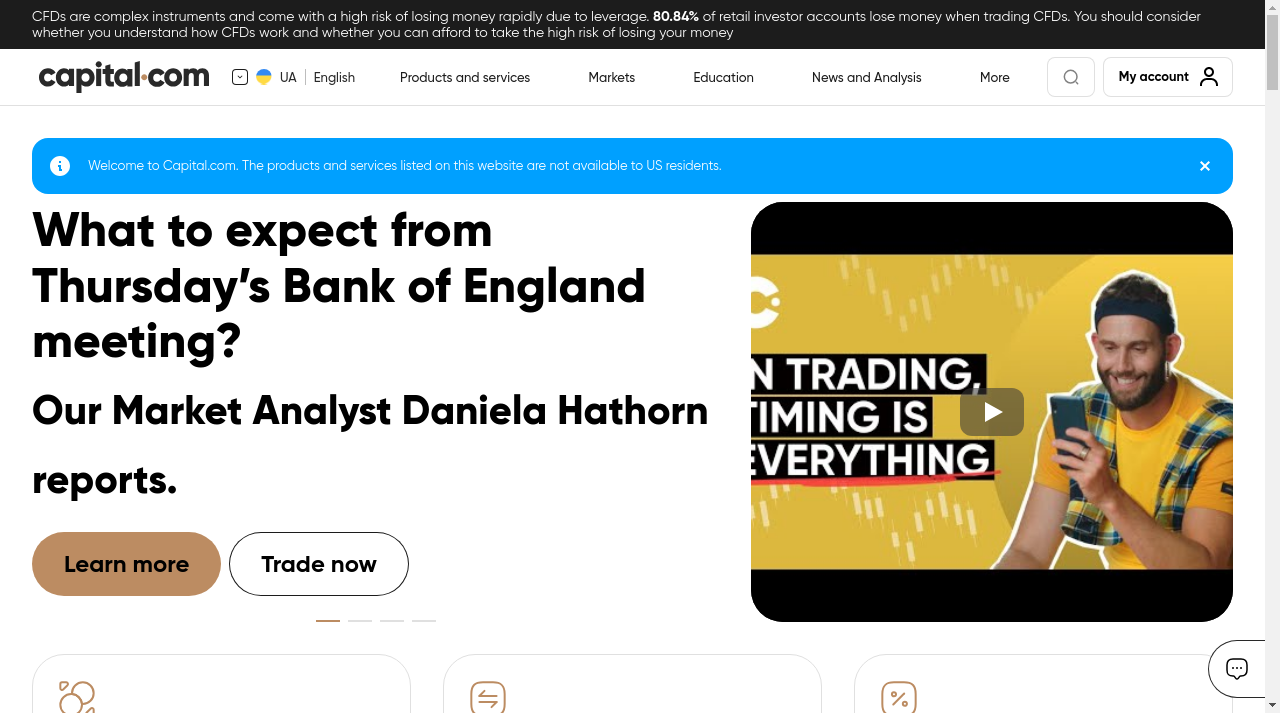 CFDs are complex instruments and come with a high risk of losing money rapidly due to leverage. 80.84% of retail investor accounts lose money when trading CFDs. You should consider
whether you understand how CFDs work and whether you can afford to take the high risk of losing your money
capital.com
UA
English
Products and services
Markets
Education
News and Analysis
More
My account
Welcome to Capital.com. The products and services listed on this website are not available to US residents.
What to expect from
Thursday’s Bank of England
meeting?
Our Market Analyst Daniela Hathorn
reports.
Learn more
Trade now
N TRADING,
TIMING IS
EVERYTHING